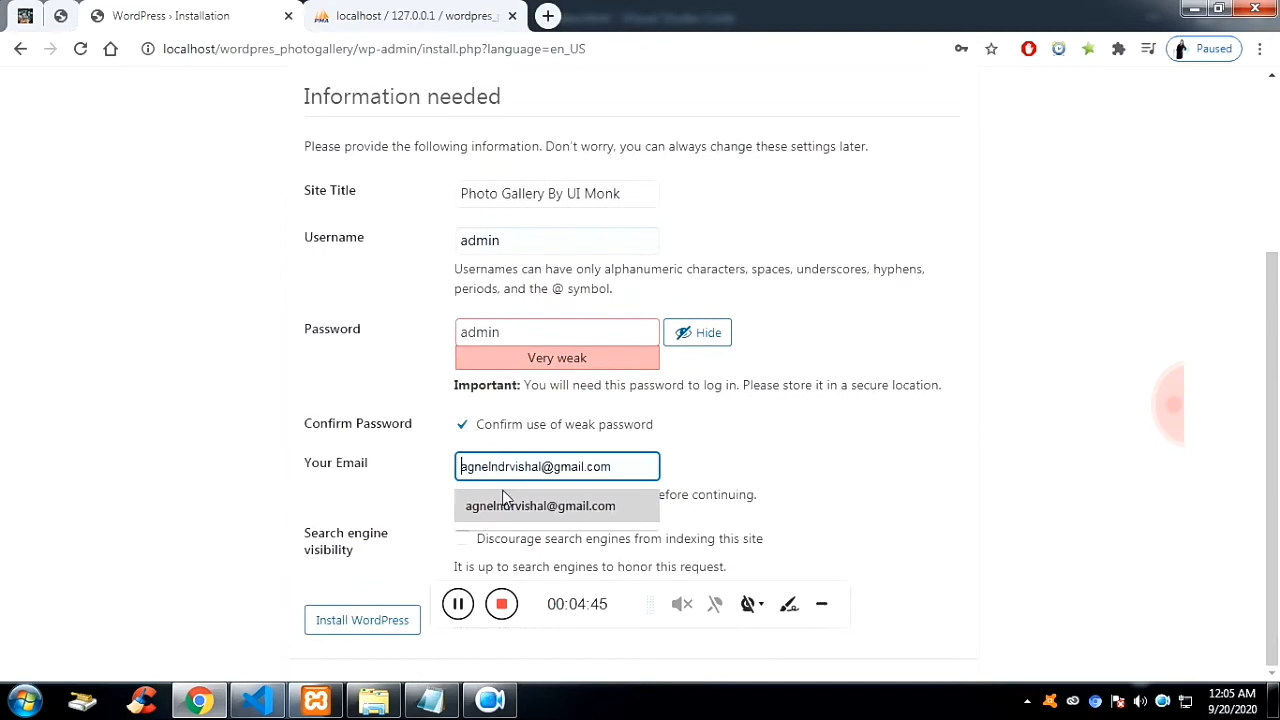 WordPress › Installation
localhost / 127.0.0.1 / wordpres_
localhost/wordpres_photogallery/wp-admin/install.php?language=en_US
Paused
Information needed
Please provide the following information. Don't worry, you can always change these settings later.
Site Title
Photo Gallery By UI Monk
Username
admin
Usernames can have only alphanumeric characters, spaces, underscores, hyphens,
periods, and the @ symbol.
Password
admin
Hide
Very weak
Important: You will need this password to log in. Please store it in a secure location.
Confirm Password
Confirm use of weak password
Your Email
agnelndrvishal@gmail.com
efore continuing.
agnelndrvishal@gmail.com
Search engine
visibility
Discourage search engines from indexing this site
It is up to search engines to honor this request.
00:04:45
Install WordPress
12:05 AM
9/20/2020